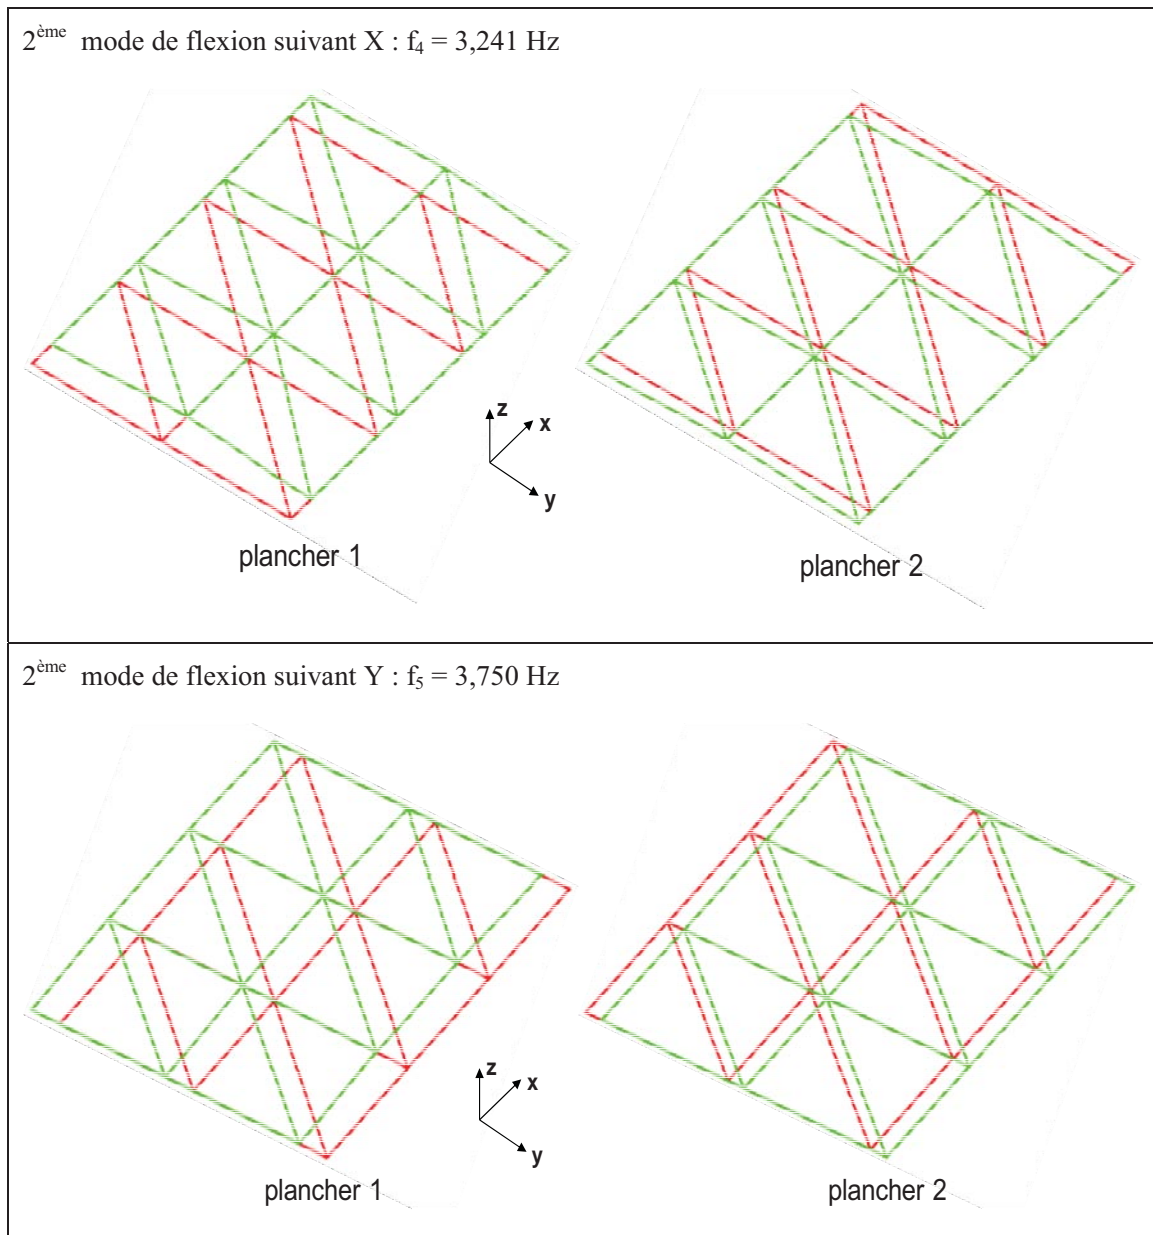 2ème mode de flexion suivant X : f4 = 3,241 Hz
z
x
y
plancher 1
plancher 2
2ème mode de flexion suivant Y : f5 = 3,750 Hz
z
x
y
plancher 1
plancher 2